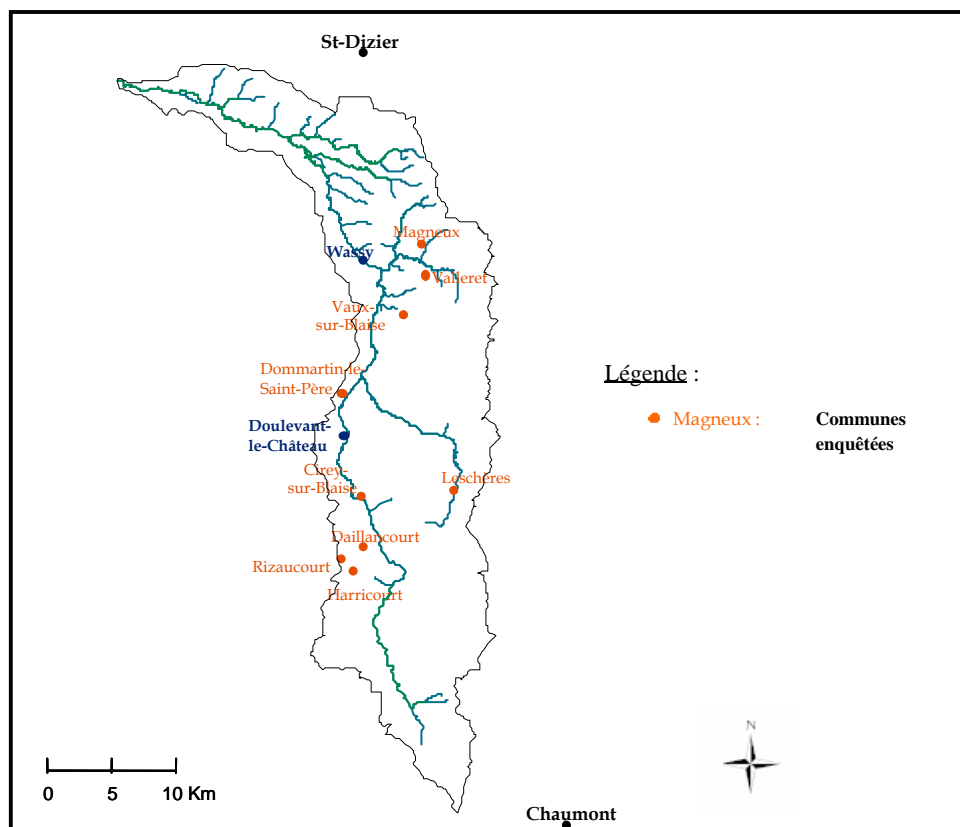 St-Dizier
Magneux
Wassy
Valleret
Vaux-
sur-Blaise
Dommartin-le-
Saint-Père
Légende :
Magneux :
Communes
enquêtées
Doulevant-
le-Château
Cirey-
sur-Blaise
Leschères
Daillancourt
Rizaucourt
Harricourt
N
0 5 10 Km
Chaumont